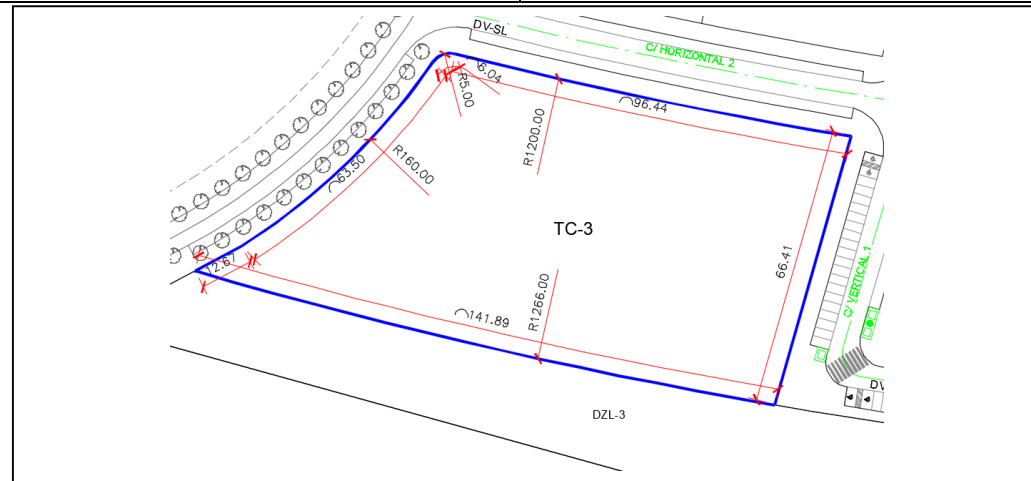 DV-SL
C/ HORIZONTAL 2
6.04
R5.00
96.44
R1200.00
R160.00
63.50
TC-3
66.41
C/ VERTICAL 1
12.67
141.89
R1266.00
DV
DZL-3